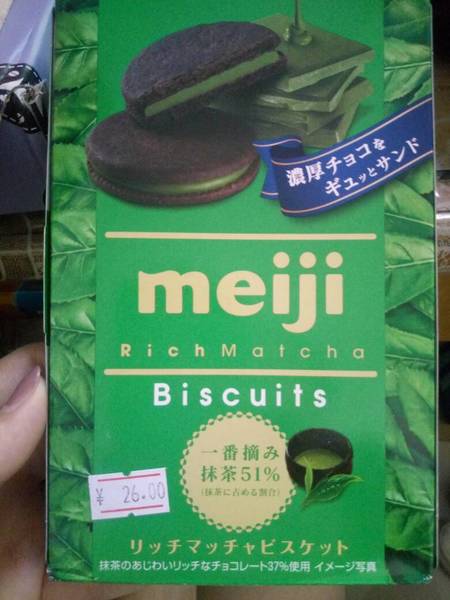 濃厚チョコを
ギュッとサンド
meiji
Rich Matcha
Biscuits
一番摘み
抹茶51%
(抹茶に占める割合)
¥ 26.00
リッチマッチャビスケット
抹茶のあじわいリッチなチョコレート37%使用 イメージ写真